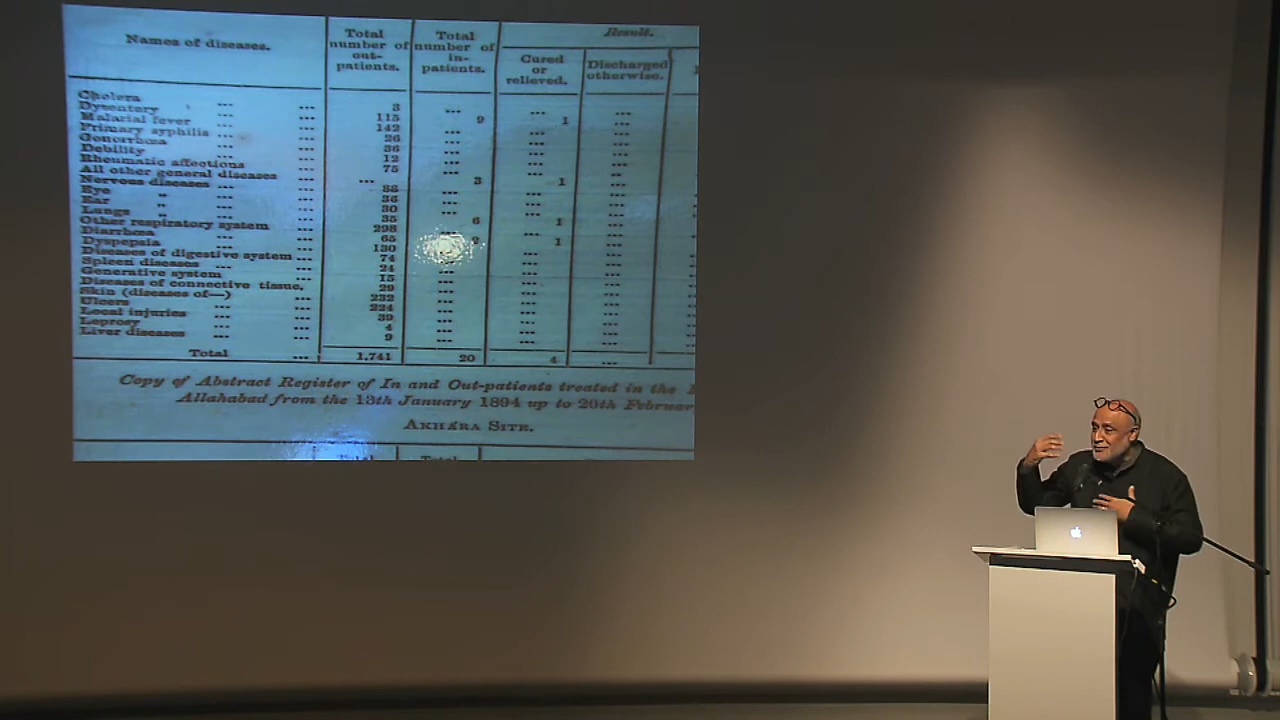 Names of diseases. Total number of out-patients. Total number of in-patients. Result.
Cured or relieved. Discharged otherwise.
Cholera ... ... 3 ... ... ...
Dysentery ... ... 115 9 1 ...
Malarial fever ... ... 142 ... ... ...
Primary syphilis ... ... 26 ... ... ...
Gonorrhœa ... ... 36 ... ... ...
Debility ... ... 12 ... ... ...
Rheumatic affections ... 75 ... ... ...
All other general diseases ... ... 3 1 ...
Nervous diseases ... ... 88 ... ... ...
Eye „ ... ... 36 ... ... ...
Ear „ ... ... 30 ... ... ...
Lungs „ ... ... 35 6 1 ...
Other respiratory system ... 298 ... ... ...
Diarrhœa ... ... 65 2 1 ...
Dyspepsia ... ... 130 ... ... ...
Diseases of digestive system ... 74 ... ... ...
Spleen diseases ... ... 24 ... ... ...
Generative system ... ... 15 ... ... ...
Diseases of connective tissue, 29 ... ... ...
Skin (diseases of—) ... 232 ... ... ...
Ulcers ... ... 224 ... ... ...
Local injuries ... ... 39 ... ... ...
Leprosy ... ... 4 ... ... ...
Liver diseases ... ... 9 ... ... ...
Total ... 1,741 20 4 ...
Copy of Abstract Register of In and Out-patients treated in the
Allahabad from the 13th January 1894 up to 20th Februar
AKHÁRA SITE.
Total Total